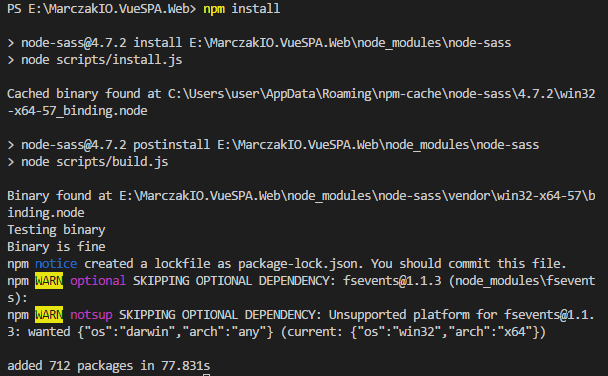 PS E:\MarczakIO.VueSPA.Web> npm install
> node-sass@4.7.2 install E:\MarczakIO.VueSPA.Web\node_modules\node-sass
> node scripts/install.js
Cached binary found at C:\Users\user\AppData\Roaming\npm-cache\node-sass\4.7.2\win32
-x64-57_binding.node
> node-sass@4.7.2 postinstall E:\MarczakIO.VueSPA.Web\node_modules\node-sass
> node scripts/build.js
Binary found at E:\MarczakIO.VueSPA.Web\node_modules\node-sass\vendor\win32-x64-57\b
inding.node
Testing binary
Binary is fine
npm notice created a lockfile as package-lock.json. You should commit this file.
npm WARN optional SKIPPING OPTIONAL DEPENDENCY: fsevents@1.1.3 (node_modules\fsevent
s):
npm WARN notsup SKIPPING OPTIONAL DEPENDENCY: Unsupported platform for fsevents@1.1.
3: wanted {"os":"darwin","arch":"any"} (current: {"os":"win32","arch":"x64"})
added 712 packages in 77.831s